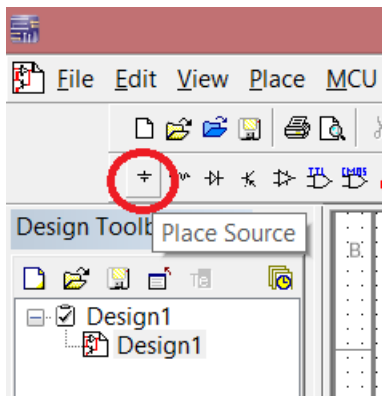 File Edit View Place MCU
TTL CMOS
Design Toolb
Place Source
B
Design1
Design1